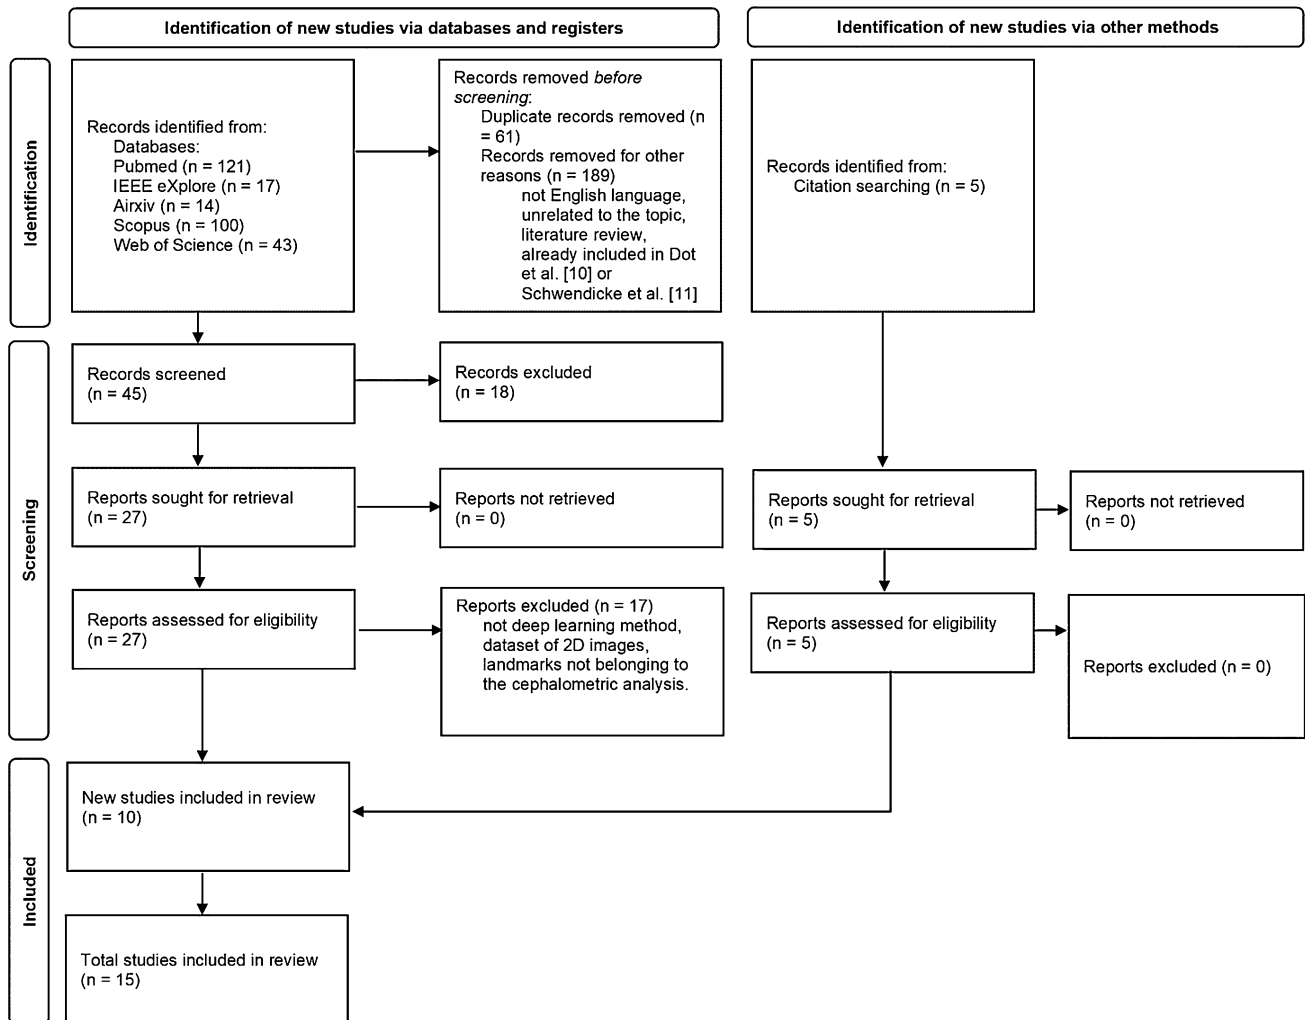 Identification of new studies via databases and registers
Identification of new studies via other methods
Identification
Records identified from:
Databases:
Pubmed (n = 121)
IEEE eXplore (n = 17)
Airxiv (n = 14)
Scopus (n = 100)
Web of Science (n = 43)
Records removed before
screening:
Duplicate records removed (n
= 61)
Records removed for other
reasons (n = 189)
not English language,
unrelated to the topic,
literature review,
already included in Dot
et al. [10] or
Schwendicke et al. [11]
Records identified from:
Citation searching (n = 5)
Screening
Records screened
(n = 45)
Records excluded
(n = 18)
Reports sought for retrieval
(n = 27)
Reports not retrieved
(n = 0)
Reports sought for retrieval
(n = 5)
Reports not retrieved
(n = 0)
Reports assessed for eligibility
(n = 27)
Reports excluded (n = 17)
not deep learning method,
dataset of 2D images,
landmarks not belonging to
the cephalometric analysis.
Reports assessed for eligibility
(n = 5)
Reports excluded (n = 0)
Included
New studies included in review
(n = 10)
Total studies included in review
(n = 15)